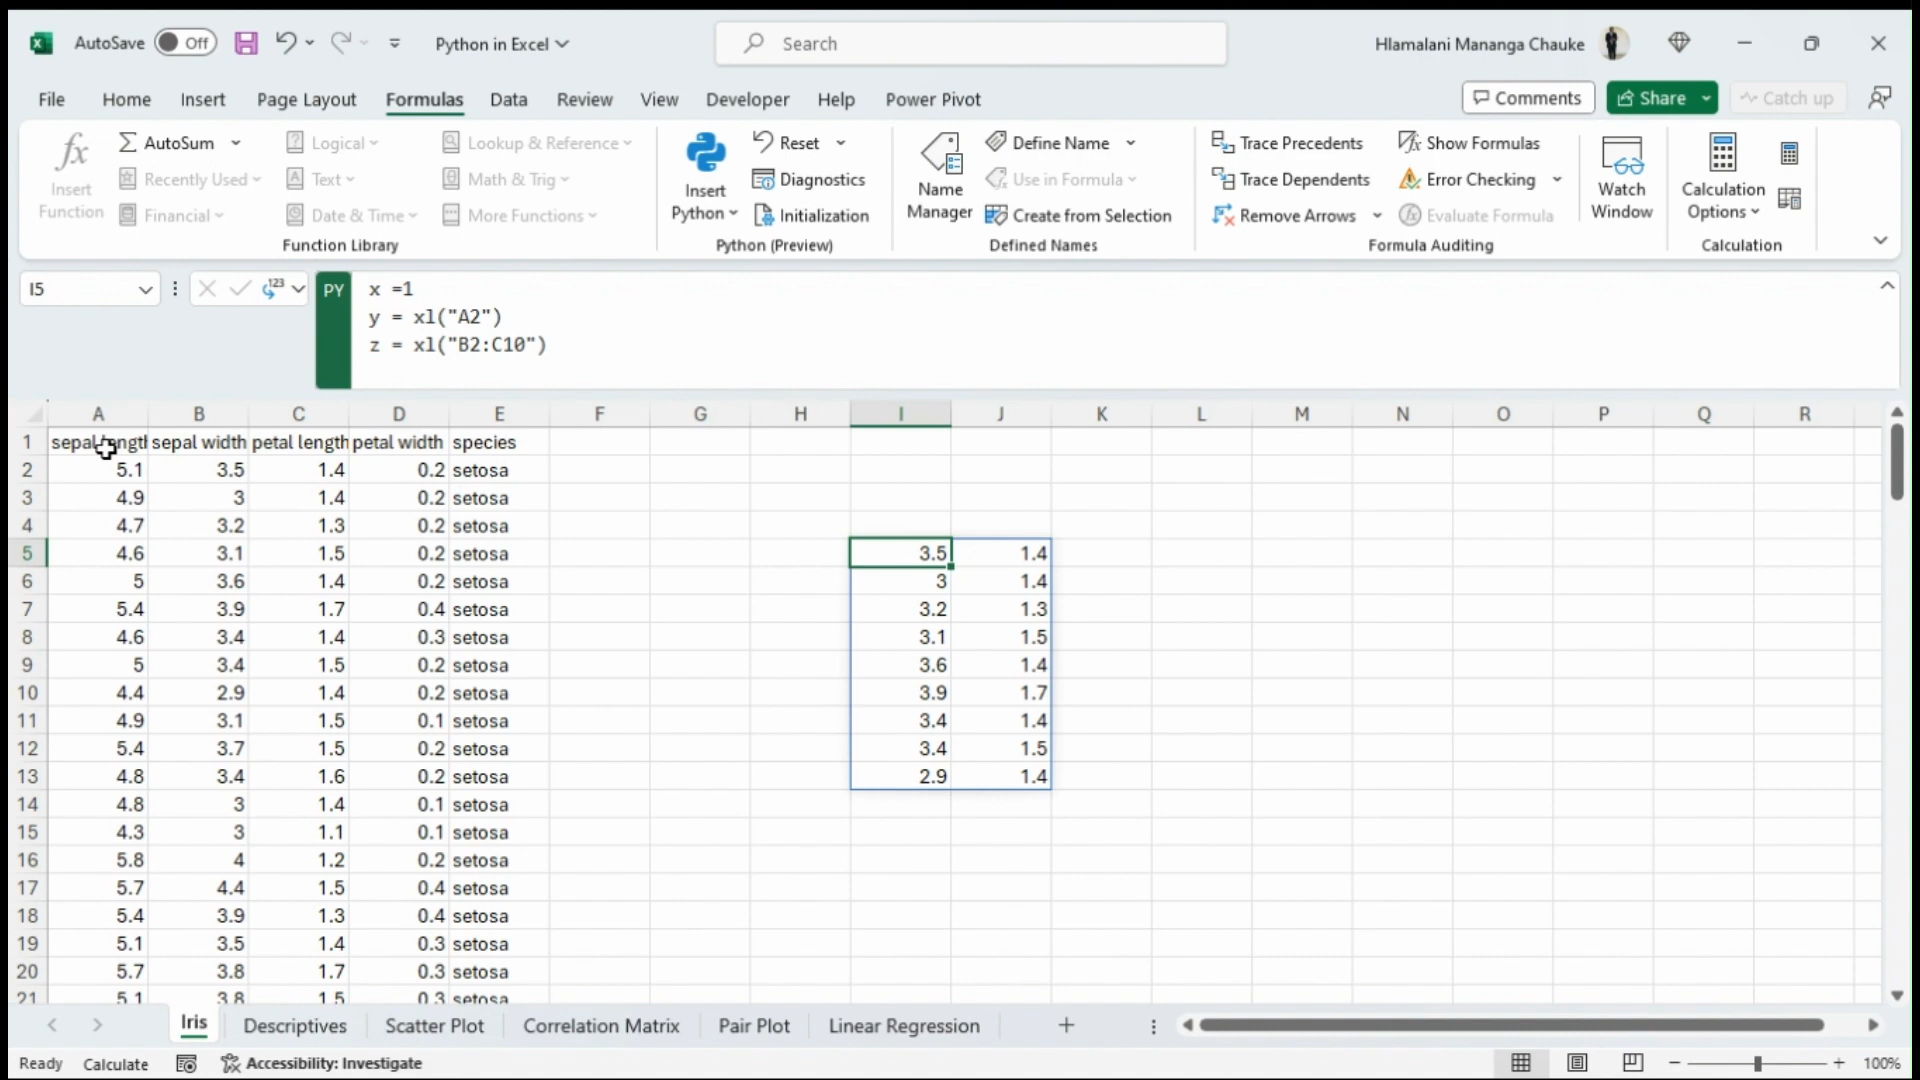 AutoSave Off Python in Excel Search Hlamalani Mananga Chauke
File Home Insert Page Layout Formulas Data Review View Developer Help Power Pivot Comments Share Catch up
fx Insert Function AutoSum Recently Used Financial Logical Text Date & Time Lookup & Reference Math & Trig More Functions
Function Library
Insert Python Reset Diagnostics Initialization
Python (Preview)
Name Manager Define Name Use in Formula Create from Selection
Defined Names
Trace Precedents Trace Dependents Remove Arrows Show Formulas Error Checking Evaluate Formula
Formula Auditing
Watch Window
Calculation Options
Calculation
I5 123 PY x =1
y = xl("A2")
z = xl("B2:C10")
A B C D E F G H I J K L M N O P Q R
1 sepal length sepal width petal length petal width species
2 5.1 3.5 1.4 0.2 setosa
3 4.9 3 1.4 0.2 setosa
4 4.7 3.2 1.3 0.2 setosa
5 4.6 3.1 1.5 0.2 setosa 3.5 1.4
6 5 3.6 1.4 0.2 setosa 3 1.4
7 5.4 3.9 1.7 0.4 setosa 3.2 1.3
8 4.6 3.4 1.4 0.3 setosa 3.1 1.5
9 5 3.4 1.5 0.2 setosa 3.6 1.4
10 4.4 2.9 1.4 0.2 setosa 3.9 1.7
11 4.9 3.1 1.5 0.1 setosa 3.4 1.4
12 5.4 3.7 1.5 0.2 setosa 3.4 1.5
13 4.8 3.4 1.6 0.2 setosa 2.9 1.4
14 4.8 3 1.4 0.1 setosa
15 4.3 3 1.1 0.1 setosa
16 5.8 4 1.2 0.2 setosa
17 5.7 4.4 1.5 0.4 setosa
18 5.4 3.9 1.3 0.4 setosa
19 5.1 3.5 1.4 0.3 setosa
20 5.7 3.8 1.7 0.3 setosa
21 5.1 3.8 1.5 0.3 setosa
Iris Descriptives Scatter Plot Correlation Matrix Pair Plot Linear Regression
Ready Calculate Accessibility: Investigate 100%